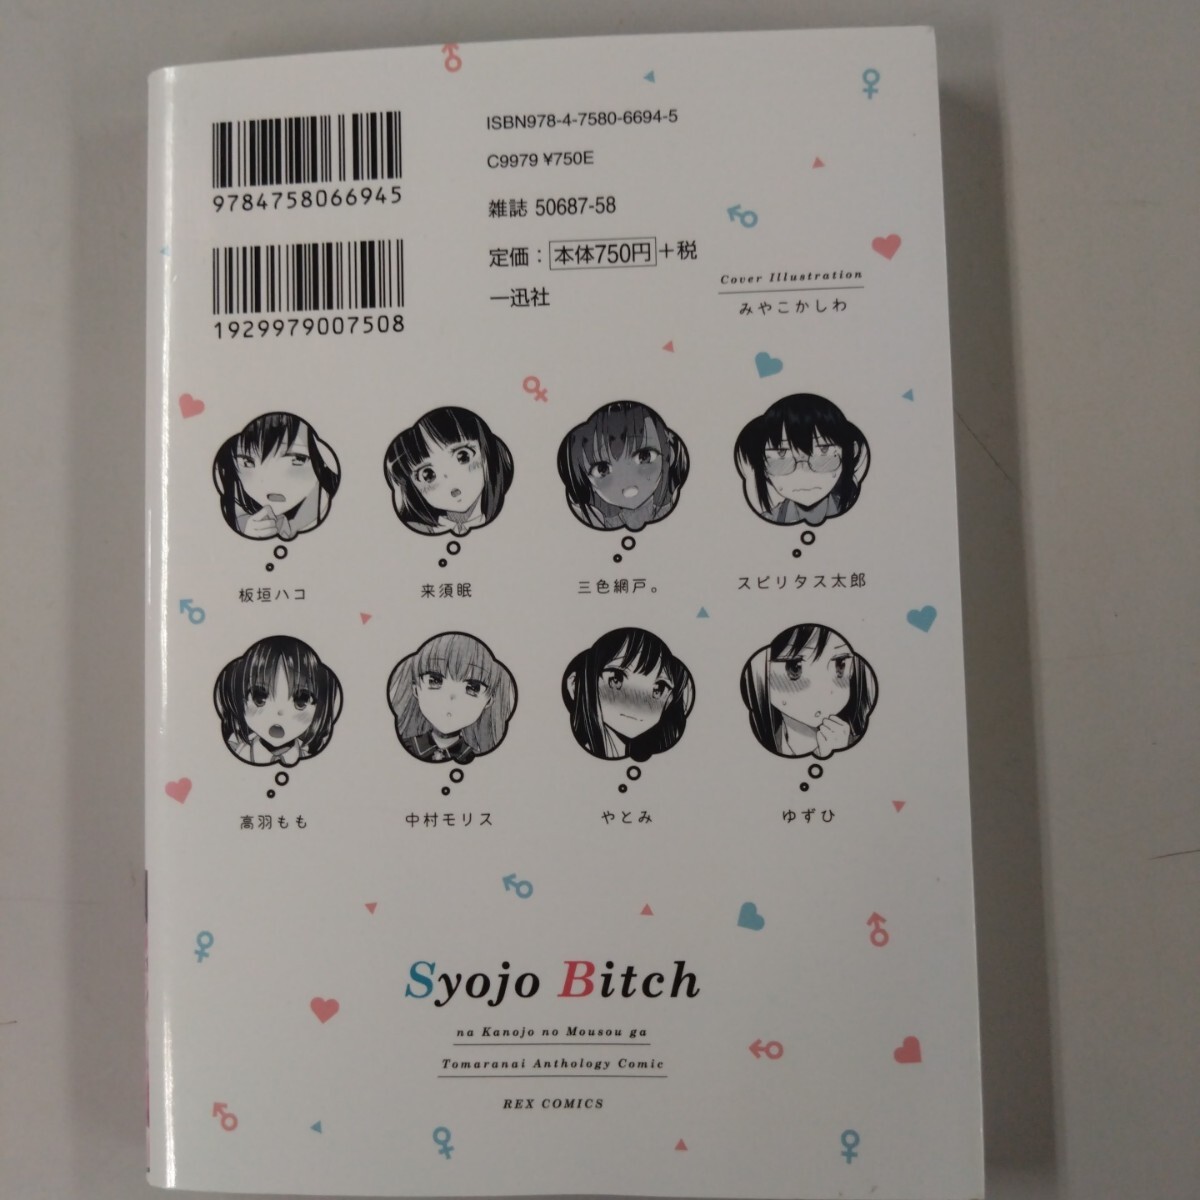 ISBN978-4-7580-6694-5
C9979 ¥750E
9784758066945
雑誌 50687-58
定価：本体750円＋税
一迅社
1929979007508
Cover Illustration
みやこかしわ
板垣ハコ
来須眠
三色網戸。
スピリタス太郎
高羽もも
中村モリス
やとみ
ゆずひ
Syojo Bitch
na Kanojo no Mousou ga
Tomaranai Anthology Comic
REX COMICS